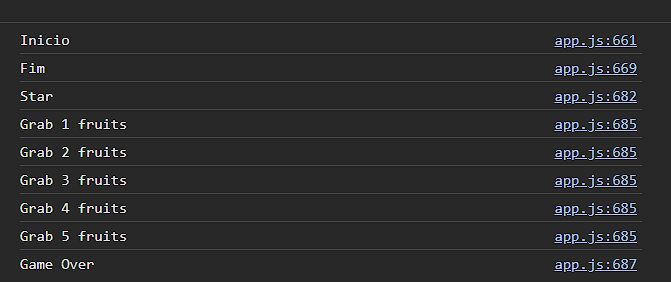 Inicio app.js:661
Fim app.js:669
Star app.js:682
Grab 1 fruits app.js:685
Grab 2 fruits app.js:685
Grab 3 fruits app.js:685
Grab 4 fruits app.js:685
Grab 5 fruits app.js:685
Game Over app.js:687